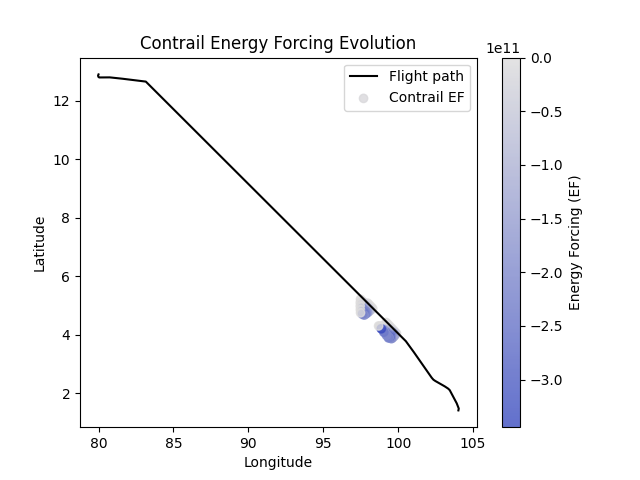 Contrail Energy Forcing Evolution
1e11
Flight path
Contrail EF
12
10
8
6
4
2
Latitude
80
85
90
95
100
105
Longitude
0.0
−0.5
−1.0
−1.5
−2.0
−2.5
−3.0
Energy Forcing (EF)